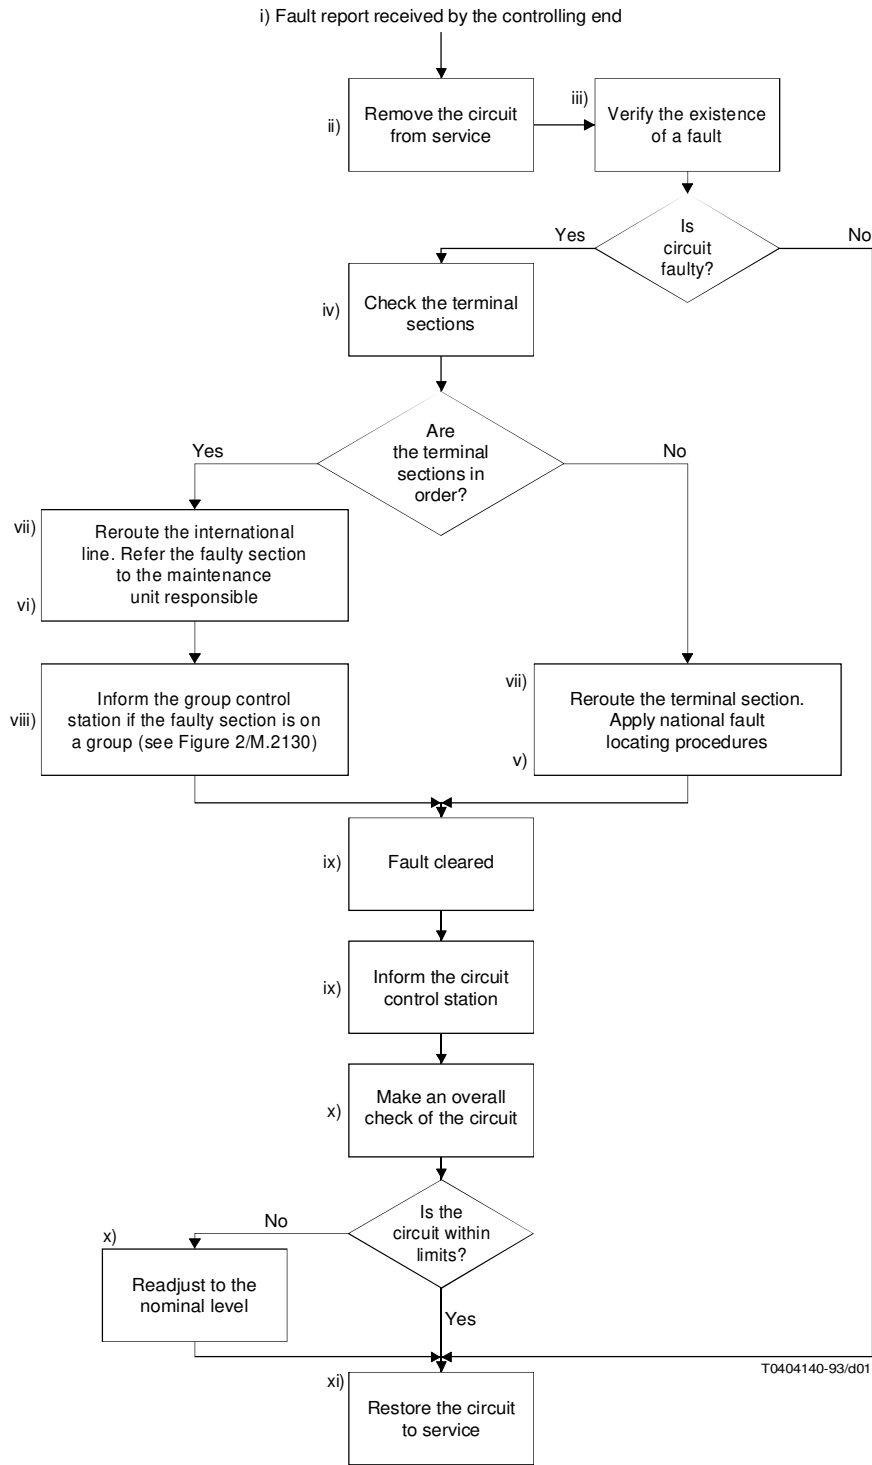 i) Fault report received by the controlling end
ii)
Remove the circuit
from service
iii)
Verify the existence
of a fault
Is
circuit
faulty?
Yes
No
iv)
Check the terminal
sections
Are
the terminal
sections in
order?
Yes
No
vii)
Reroute the international
line. Refer the faulty section
to the maintenance
unit responsible
vi)
viii)
Inform the group control
station if the faulty section is on
a group (see Figure 2/M.2130)
vii)
Reroute the terminal section.
Apply national fault
locating procedures
v)
ix)
Fault cleared
ix)
Inform the circuit
control station
x)
Make an overall
check of the circuit
Is the
circuit within
limits?
No
x)
Readjust to the
nominal level
Yes
T0404140-93/d01
xi)
Restore the circuit
to service